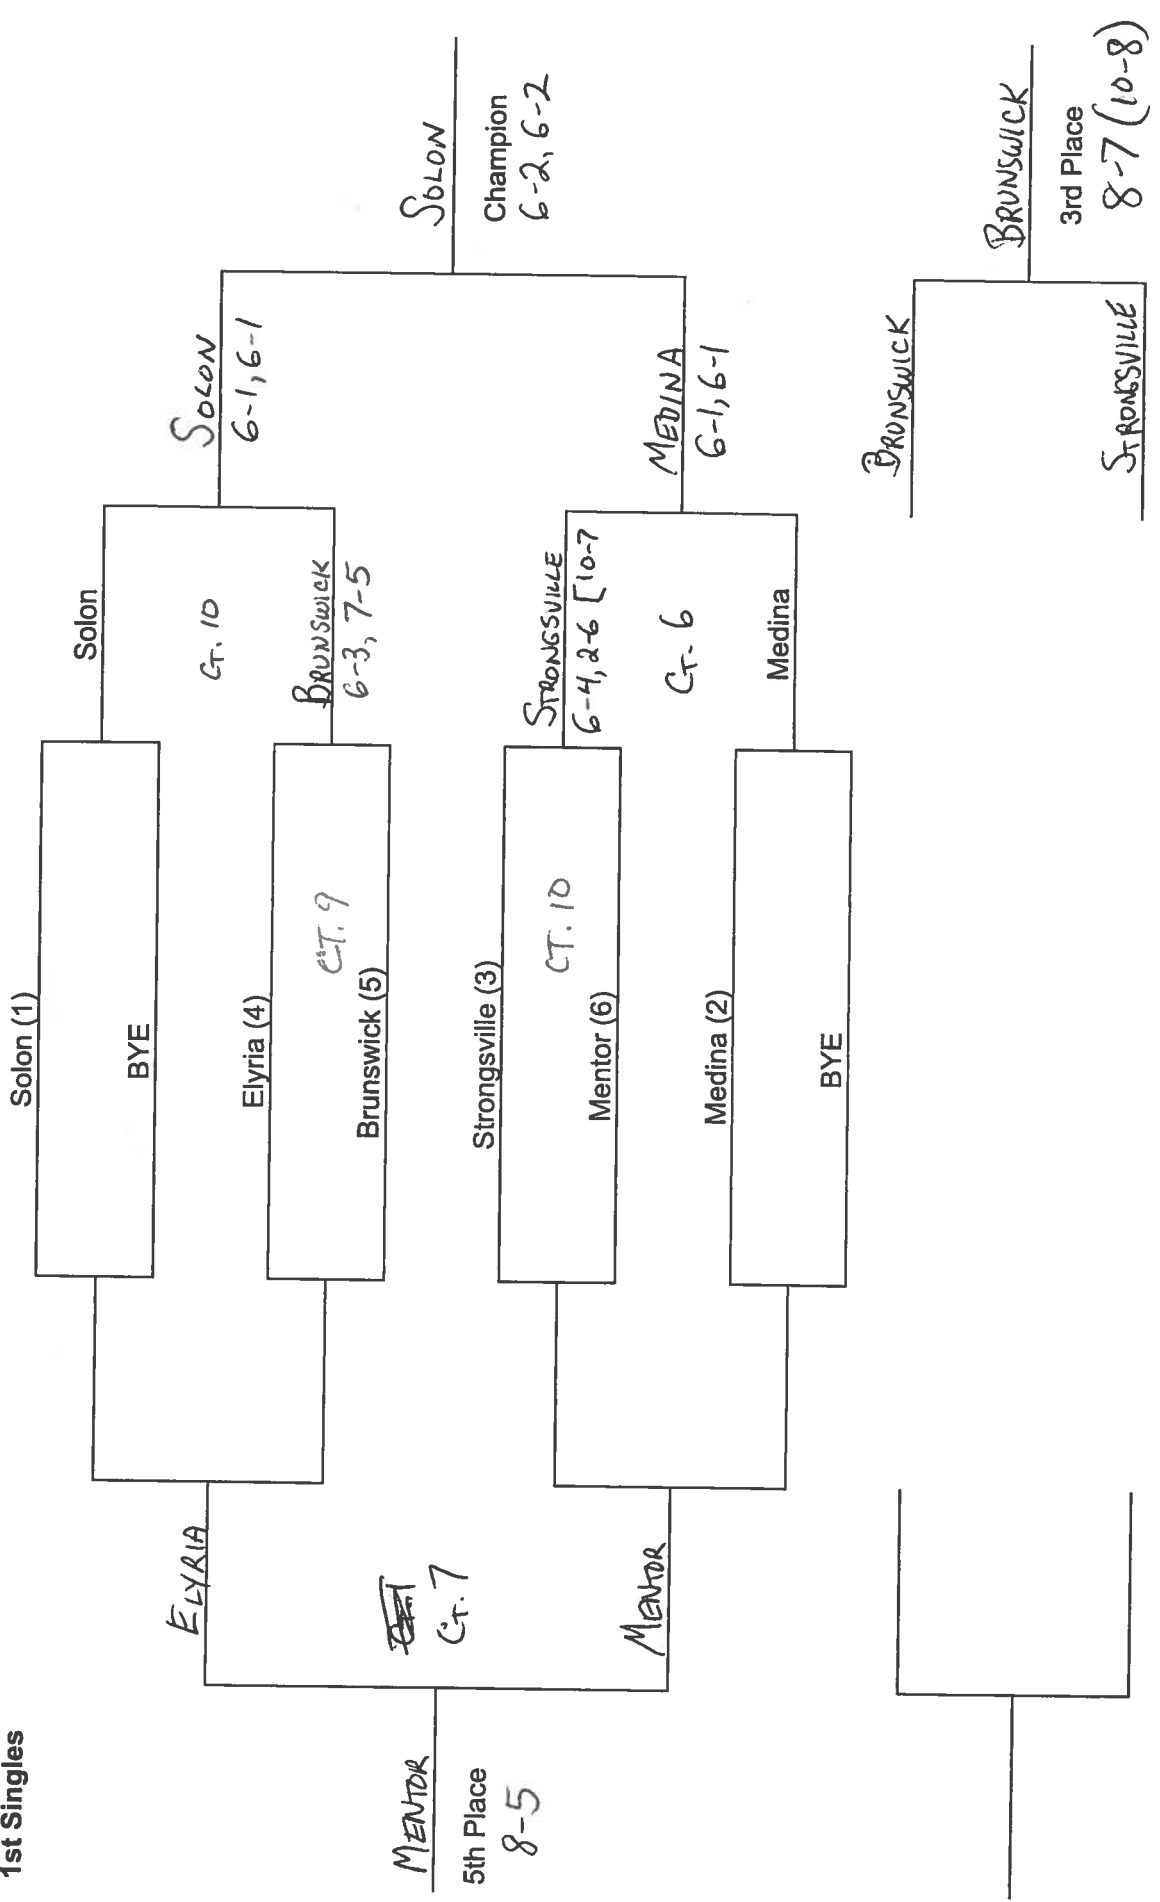 1st Singles
Solon (1)
BYE
Elyria (4)
CT. 9
Brunswick (5)
Strongsville (3)
CT. 10
Mentor (6)
Medina (2)
BYE
Solon
CT. 10
BRUNSWICK
6-3, 7-5
STRONGSVILLE
6-4, 2-6 [10-7
CT. 6
Medina
SOLON
6-1, 6-1
MEDINA
6-1, 6-1
SOLON
Champion
6-2, 6-2
BRUNSWICK
STRONGSVILLE
BRUNSWICK
3rd Place
8-7 (10-8)
ELYRIA
CT. 7
MENTOR
MENTOR
5th Place
8-5